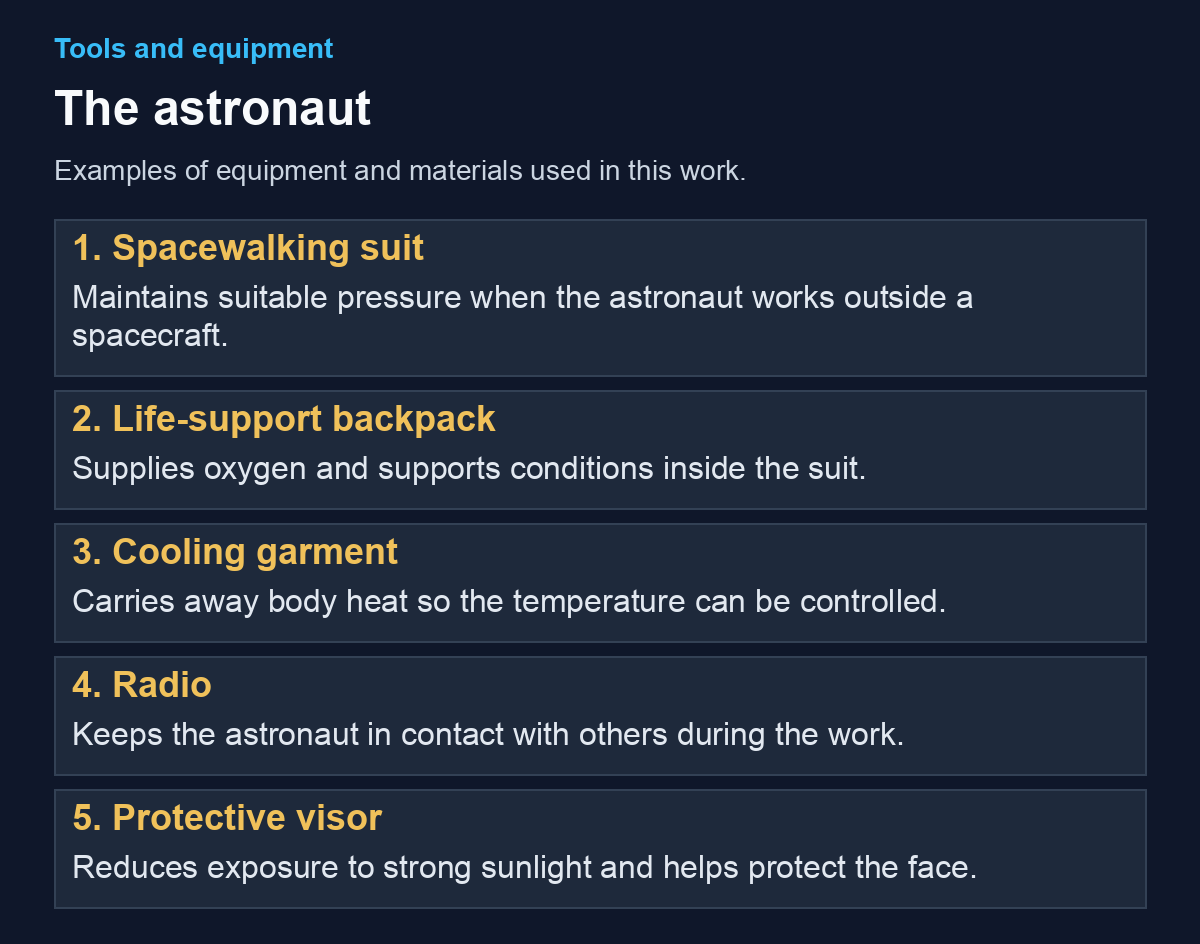 Tools and equipment
The astronaut
Examples of equipment and materials used in this work.
1. Spacewalking suit
Maintains suitable pressure when the astronaut works outside a
spacecraft.
2. Life-support backpack
Supplies oxygen and supports conditions inside the suit.
3. Cooling garment
Carries away body heat so the temperature can be controlled.
4. Radio
Keeps the astronaut in contact with others during the work.
5. Protective visor
Reduces exposure to strong sunlight and helps protect the face.